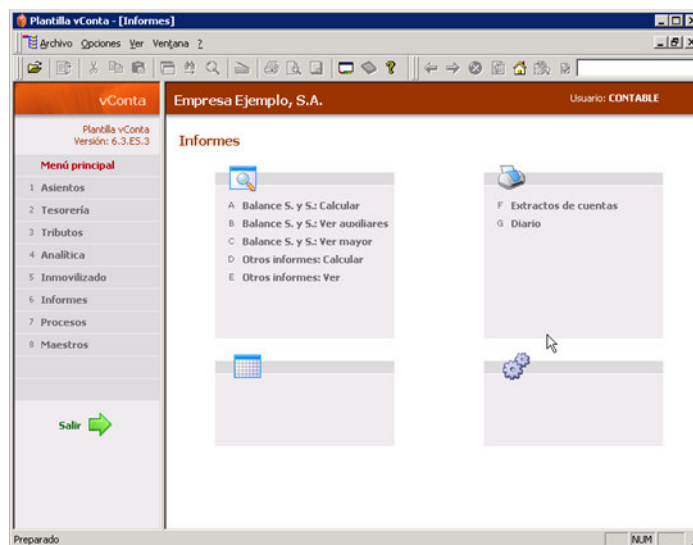 Plantilla vConta - [Informes]
Archivo Opciones Ver Ventana ?
vConta
Empresa Ejemplo, S.A.
Usuario: CONTABLE
Plantilla vConta
Versión: 6.3.ES.3
Informes
Menú principal
1 Asientos
2 Tesorería
3 Tributos
4 Analítica
5 Inmovilizado
6 Informes
7 Procesos
8 Maestros
A Balance S. y S.: Calcular
B Balance S. y S.: Ver auxiliares
C Balance S. y S.: Ver mayor
D Otros informes: Calcular
E Otros informes: Ver
F Extractos de cuentas
G Diario
Salir
Preparado
NUM